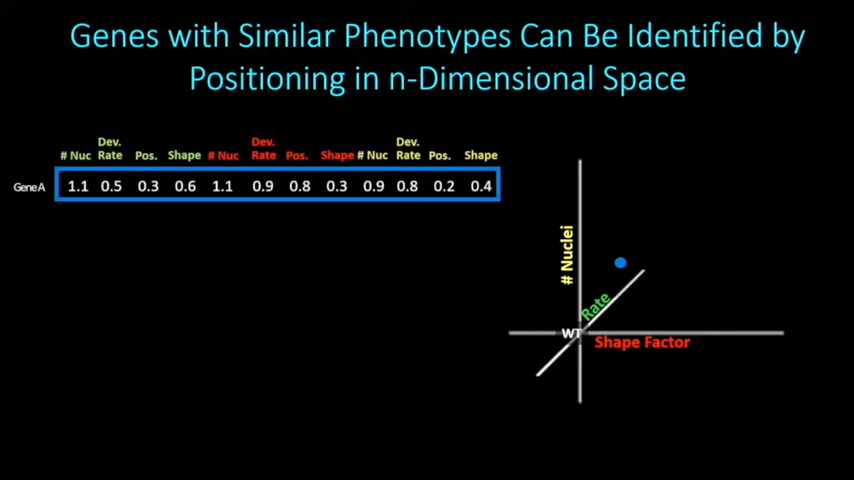 Genes with Similar Phenotypes Can Be Identified by
Positioning in n-Dimensional Space
Dev. Dev. Dev.
# Nuc Rate Pos. Shape # Nuc Rate Pos. Shape # Nuc Rate Pos. Shape
GeneA 1.1 0.5 0.3 0.6 1.1 0.9 0.8 0.3 0.9 0.8 0.2 0.4
# Nuclei
Rate
WT
Shape Factor